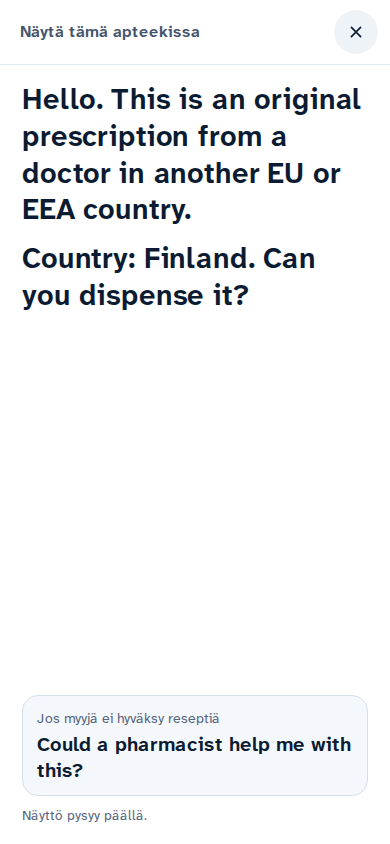 Näytä tämä apteekissa
Hello. This is an original
prescription from a
doctor in another EU or
EEA country.
Country: Finland. Can
you dispense it?
Jos myyjä ei hyväksy reseptiä
Could a pharmacist help me with
this?
Näyttö pysyy päällä.